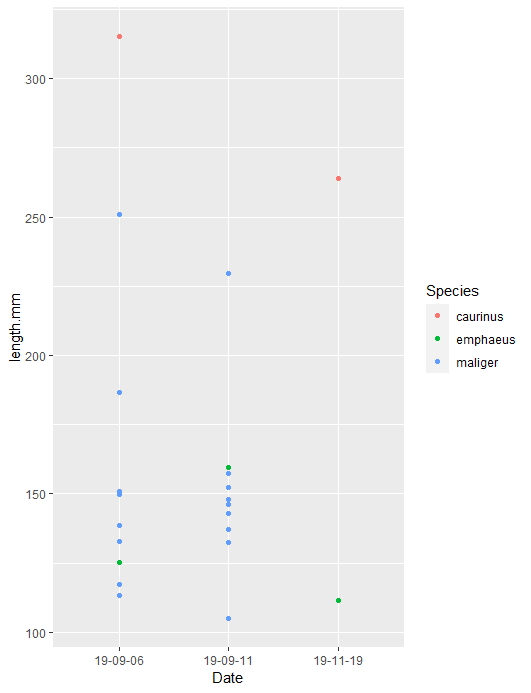 length.mm
300
250
200
150
100
19-09-06
19-09-11
19-11-19
Date
Species
caurinus
emphaeus
maliger